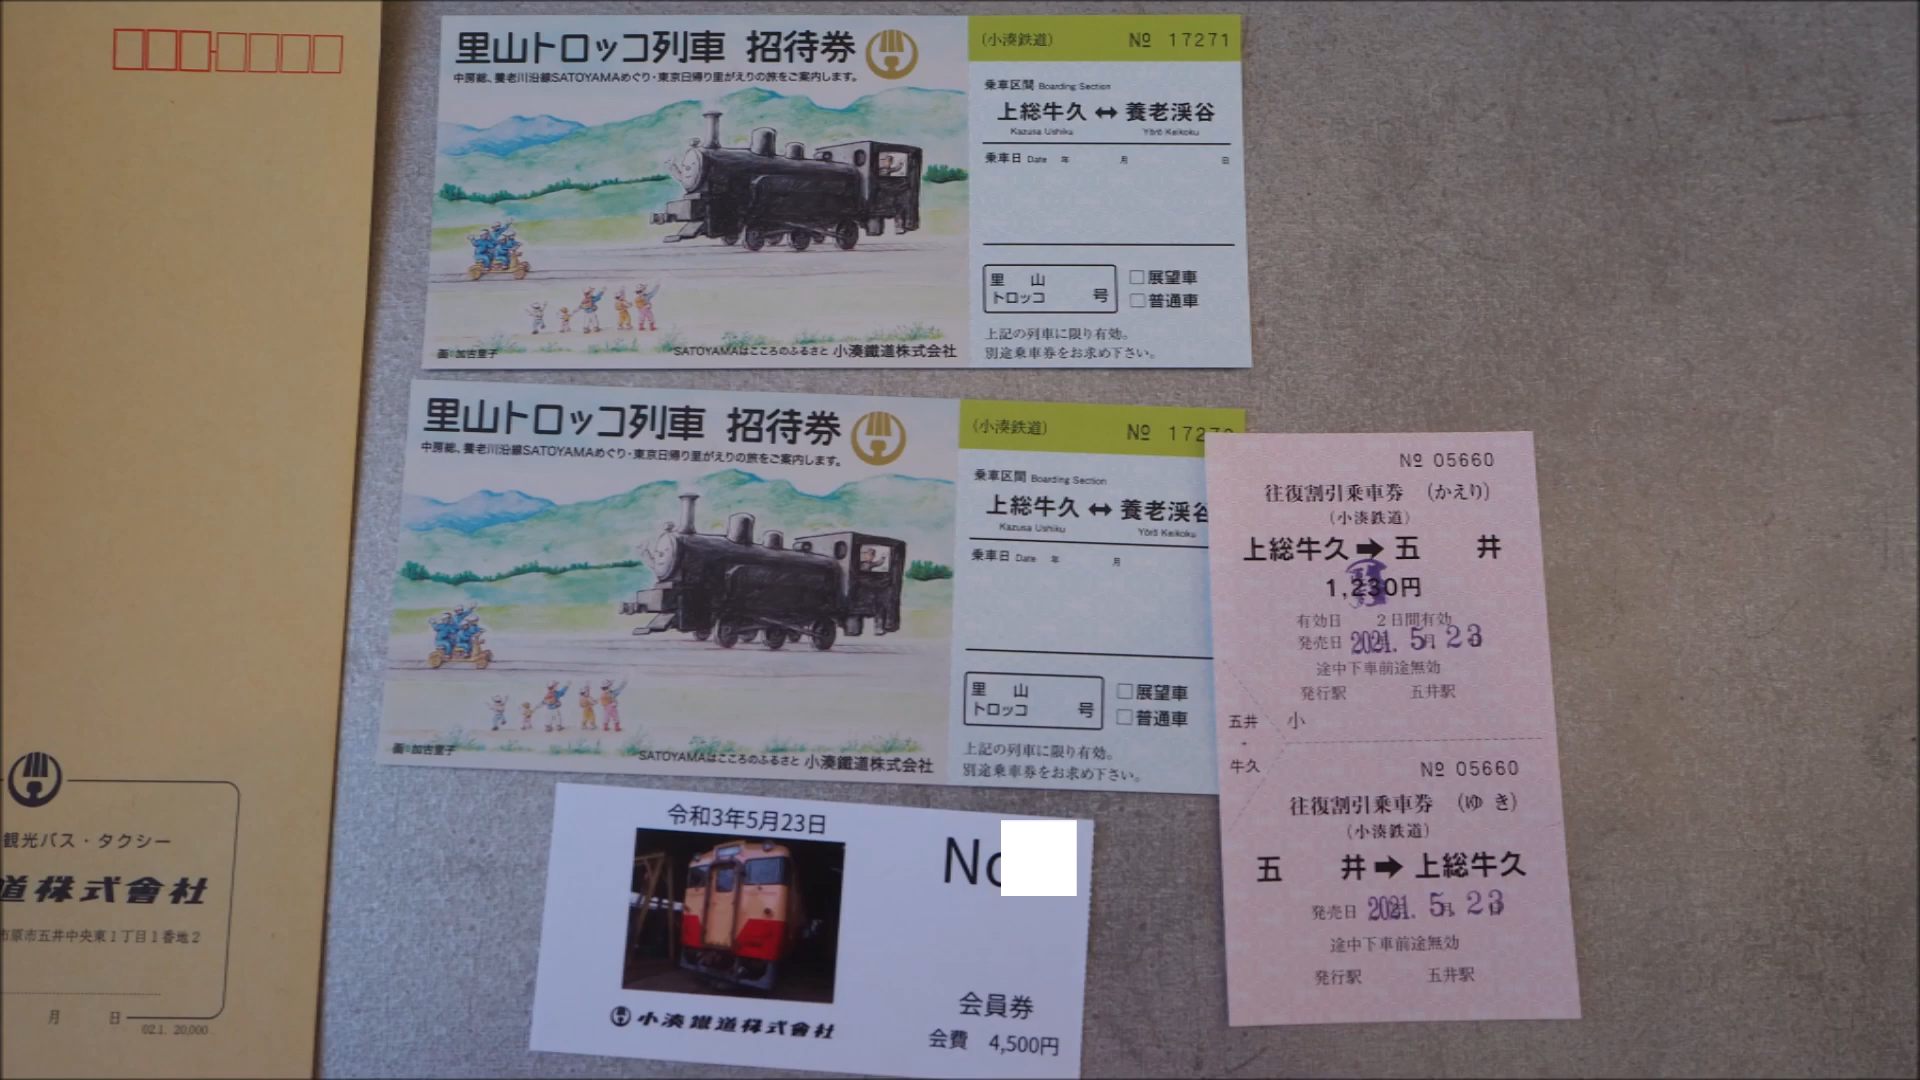 里山トロッコ列車 招待券
中房総、養老川沿線SATOYAMAめぐり・東京日帰り里がえりの旅をご案内します。
画：加古里子
SATOYAMAはこころのふるさと 小湊鐵道株式会社
（小湊鉄道） № 17271
乗車区間 Boarding Section
上総牛久 ↔ 養老渓谷
Kazusa Ushiku Yōrō Keikoku
乗車日 Date 年 月 日
里 山
トロッコ 号
□展望車
□普通車
上記の列車に限り有効。
別途乗車券をお求め下さい。
里山トロッコ列車 招待券
中房総、養老川沿線SATOYAMAめぐり・東京日帰り里がえりの旅をご案内します。
画：加古里子
SATOYAMAはこころのふるさと 小湊鐵道株式会社
（小湊鉄道） № 1727
乗車区間 Boarding Section
上総牛久 ↔ 養老渓谷
Kazusa Ushiku Yōrō Keikoku
乗車日 Date 年 月
里 山
トロッコ 号
□展望車
□普通車
上記の列車に限り有効。
別途乗車券をお求め下さい。
№ 05660
往復割引乗車券 （かえり）
（小湊鉄道）
上総牛久➡五 井
1,230円
有効日 2日間有効
発売日 2021. 5月 23
途中下車前途無効
発行駅 五井駅
五井 小
牛久
№ 05660
往復割引乗車券 （ゆ き）
（小湊鉄道）
五 井➡上総牛久
発売日 2021. 5月 23
途中下車前途無効
発行駅 五井駅
令和3年5月23日
No
小湊鐵道株式會社
会員券
会費 4,500円
観光バス・タクシー
道株式會社
市原市五井中央東1丁目1番地2
月 日
02.1. 20,000